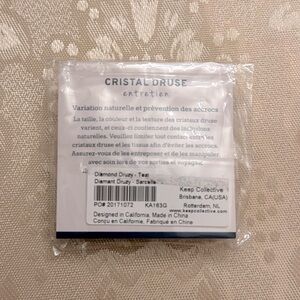 CRISTAL DRUSE
entretien
Variation naturelle et prévention des accrocs
La taille, la couleur et la texture des cristaux druse
varient, et ceux-ci contiennent des inclusions
naturelles. Veuillez limiter tout contact entre les
cristaux druse et les tissus afin d'éviter les accrocs.
Assurez-vous de les entreposer et de les manipuler
avec soin lors de vos sorties et voyages.
Diamond Druzy - Teal
Diamant Druzy - Sarcelle
PO# 20171072 KA163G
Designed in California, Made in China
Conçu en Californie, Fabriqué en Chine
Keep Collective
Brisbane, CA(USA)
Rotterdam, NL
www.keepcollective.com